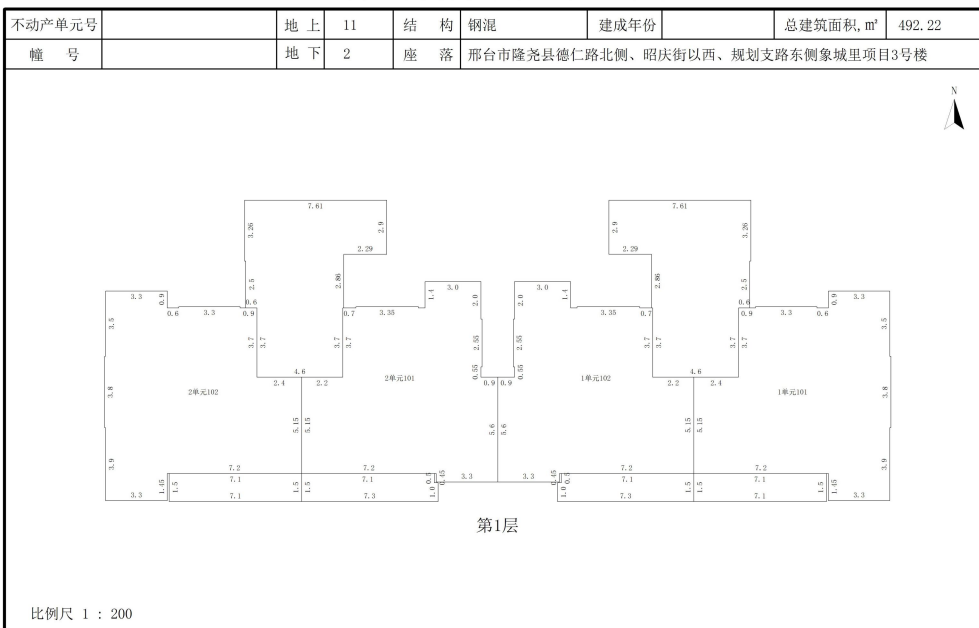 不动产单元号 地上 11 结构 钢混 建成年份 总建筑面积,m² 492.22
幢号 地下 2 座落 邢台市隆尧县德仁路北侧、昭庆街以西、规划支路东侧象城里项目3号楼
N
7.61 7.61
3.26 2.9 2.9 3.26
2.29 2.29
2.5 2.86 2.86 2.5
3.3 0.9 1.4 3.0 2.0 2.0 3.0 1.4 0.9 3.3
0.6 3.3 0.6 0.9 0.7 3.35 3.35 0.7 0.6 0.9 3.3 0.6
3.5 3.7 3.7 3.7 3.7 2.55 2.55 3.7 3.7 3.7 3.7 3.5
4.6 0.55 0.55 4.6
2.4 2.2 0.9 0.9 2.2 2.4
3.8 2单元102 2单元101 1单元102 1单元101 3.8
5.15 5.15 5.6 5.6 5.15 5.15
3.9 7.2 7.2 7.2 7.2 3.9
1.45 1.5 7.1 1.5 1.5 7.1 0.5 0.45 3.3 3.3 0.45 0.5 7.1 1.5 1.5 7.1 1.5 1.45
3.3 7.1 7.3 1.0 1.0 7.3 7.1 3.3
第1层
比例尺 1 : 200